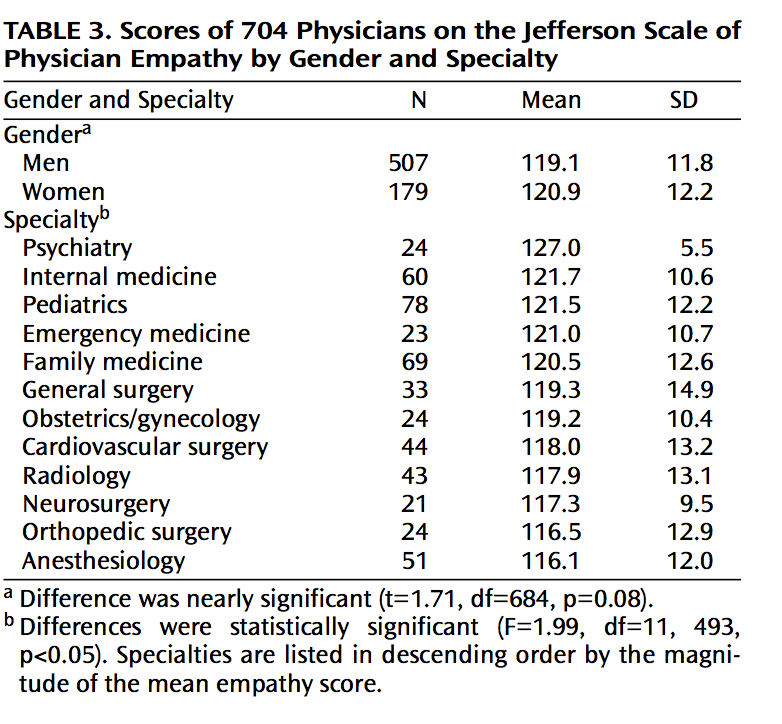 TABLE 3. Scores of 704 Physicians on the Jefferson Scale of
Physician Empathy by Gender and Specialty
Gender and Specialty N Mean SD
Gender^a
Men 507 119.1 11.8
Women 179 120.9 12.2
Specialty^b
Psychiatry 24 127.0 5.5
Internal medicine 60 121.7 10.6
Pediatrics 78 121.5 12.2
Emergency medicine 23 121.0 10.7
Family medicine 69 120.5 12.6
General surgery 33 119.3 14.9
Obstetrics/gynecology 24 119.2 10.4
Cardiovascular surgery 44 118.0 13.2
Radiology 43 117.9 13.1
Neurosurgery 21 117.3 9.5
Orthopedic surgery 24 116.5 12.9
Anesthesiology 51 116.1 12.0
^a Difference was nearly significant (t=1.71, df=684, p=0.08).
^b Differences were statistically significant (F=1.99, df=11, 493,
p<0.05). Specialties are listed in descending order by the magni-
tude of the mean empathy score.